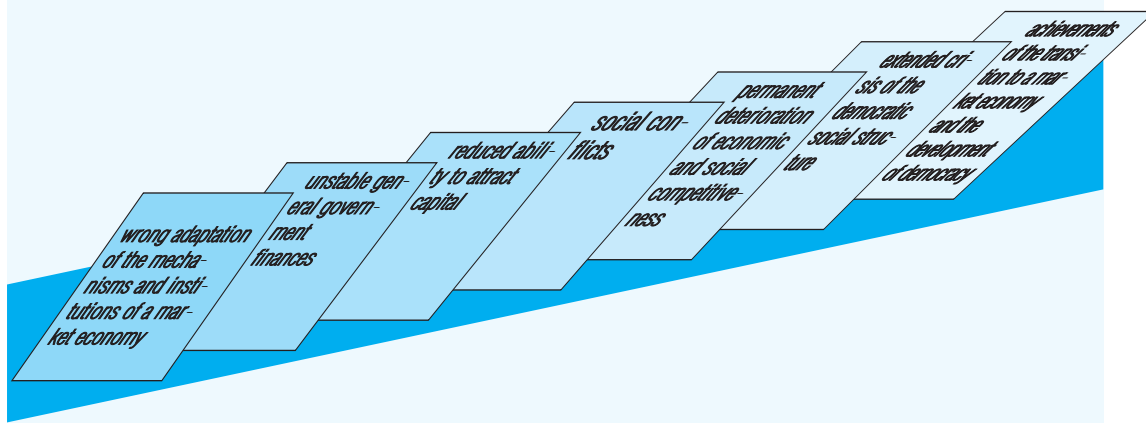 wrong adaptation
of the mecha-
nisms and insti-
tutions of a mar-
ket economy
unstable gen-
eral govern-
ment
finances
reduced abili-
ty to attract
capital
social con-
flicts
permanent
deterioration
of economic
and social
competitive-
ness
extended cri-
sis of the
democratic
social struc-
ture
achievements
of the transi-
tion to a mar-
ket economy
and the
development
of democracy